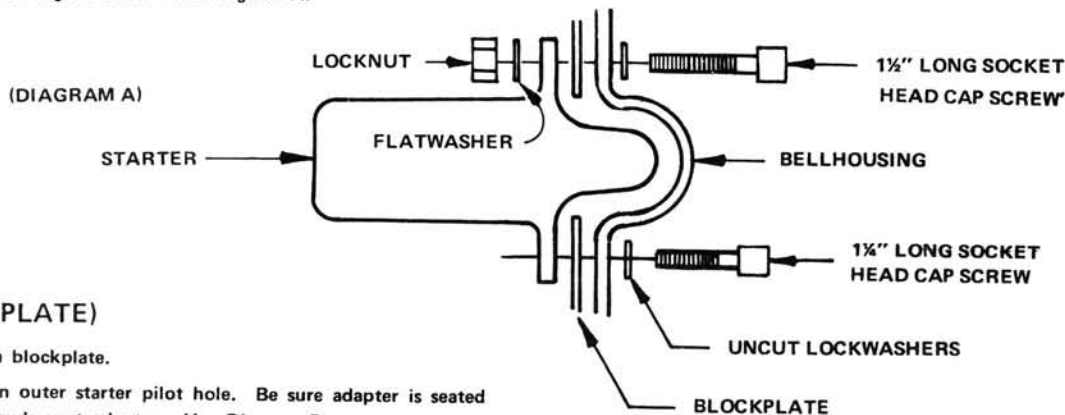 LOCKNUT
1½" LONG SOCKET
HEAD CAP SCREW
(DIAGRAM A)
FLATWASHER
STARTER
BELLHOUSING
1¼" LONG SOCKET
HEAD CAP SCREW
PLATE)
blockplate.
UNCUT LOCKWASHERS
n outer starter pilot hole. Be sure adapter is seated
BLOCKPLATE